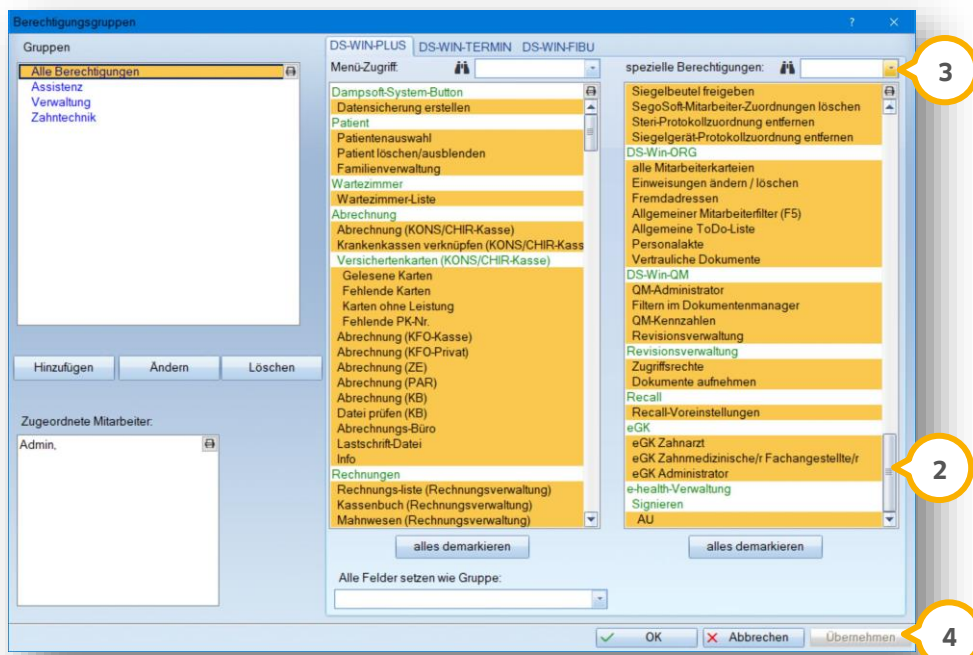 Berechtigungsgruppen
Gruppen
Alle Berechtigungen
Assistenz
Verwaltung
Zahntechnik
Hinzufügen Ändern Löschen
Zugeordnete Mitarbeiter:
Admin,
DS-WIN-PLUS DS-WIN-TERMIN DS-WIN-FIBU
Menü-Zugriff:
Dampsoft-System-Button
Datensicherung erstellen
Patient
Patientenauswahl
Patient löschen/ausblenden
Familienverwaltung
Wartezimmer
Wartezimmer-Liste
Abrechnung
Abrechnung (KONS/CHIR-Kasse)
Krankenkassen verknüpfen (KONS/CHIR-Kass
Versichertenkarten (KONS/CHIR-Kasse)
Gelesene Karten
Fehlende Karten
Karten ohne Leistung
Fehlende PK-Nr.
Abrechnung (KFO-Kasse)
Abrechnung (KFO-Privat)
Abrechnung (ZE)
Abrechnung (PAR)
Abrechnung (KB)
Datei prüfen (KB)
Abrechnungs-Büro
Lastschrift-Datei
Info
Rechnungen
Rechnungs-liste (Rechnungsverwaltung)
Kassenbuch (Rechnungsverwaltung)
Mahnwesen (Rechnungsverwaltung)
alles demarkieren
spezielle Berechtigungen:
3
Siegelbeutel freigeben
SegoSoft-Mitarbeiter-Zuordnungen löschen
Steri-Protokollzuordnung entfernen
Siegelgerät-Protokollzuordnung entfernen
DS-Win-ORG
alle Mitarbeiterkarteien
Einweisungen ändern / löschen
Fremdadressen
Allgemeiner Mitarbeiterfilter (F5)
Allgemeine ToDo-Liste
Personalakte
Vertrauliche Dokumente
DS-Win-QM
QM-Administrator
Filtern im Dokumentenmanager
QM-Kennzahlen
Revisionsverwaltung
Revisionsverwaltung
Zugriffsrechte
Dokumente aufnehmen
Recall
Recall-Voreinstellungen
eGK
eGK Zahnarzt
eGK Zahnmedizinische/r Fachangestellte/r
eGK Administrator
e-health-Verwaltung
Signieren
AU
2
alles demarkieren
Alle Felder setzen wie Gruppe:
OK Abbrechen Übernehmen
4